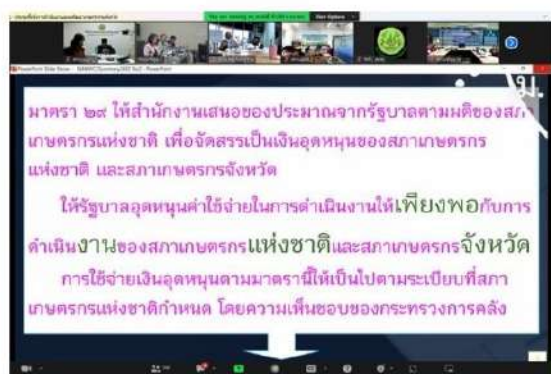 มาตรา ๒๙ ให้สำนักงานเสนอของประมาณจากรัฐบาลตามมติของสภา
เกษตรกรแห่งชาติ เพื่อจัดสรรเป็นเงินอุดหนุนของสภาเกษตรกร
แห่งชาติ และสภาเกษตรกรจังหวัด
ให้รัฐบาลอุดหนุนค่าใช้จ่ายในการดำเนินงานให้เพียงพอกับการ
ดำเนินงานของสภาเกษตรกรแห่งชาติและสภาเกษตรกรจังหวัด
การใช้จ่ายเงินอุดหนุนตามมาตรานี้ให้เป็นไปตามระเบียบที่สภา
เกษตรกรแห่งชาติกำหนด โดยความเห็นชอบของกระทรวงการคลัง